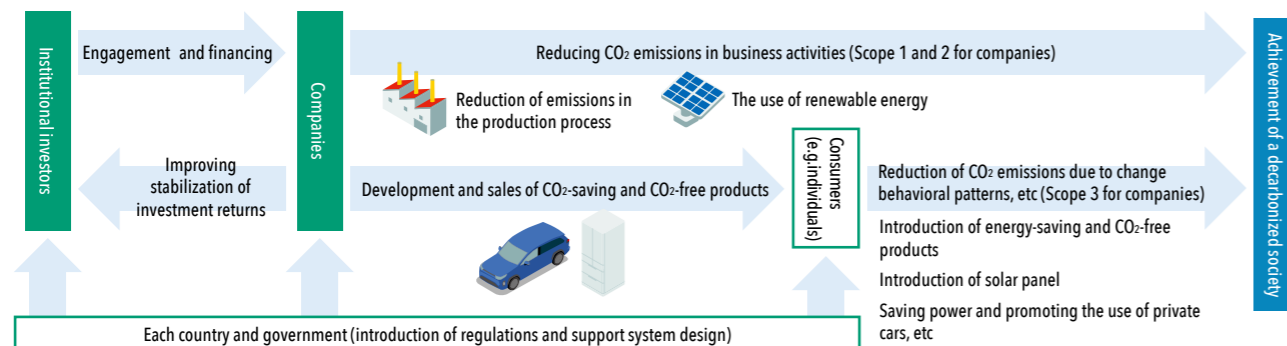 Institutional investors
Engagement and financing
Improving
stabilization of
investment returns
Companies
Reducing CO₂ emissions in business activities (Scope 1 and 2 for companies)
Reduction of emissions in
the production process
The use of renewable energy
Development and sales of CO₂-saving and CO₂-free products
Consumers
(e.g.individuals)
Reduction of CO₂ emissions due to change
behavioral patterns, etc (Scope 3 for companies)
Introduction of energy-saving and CO₂-free
products
Introduction of solar panel
Saving power and promoting the use of private
cars, etc
Achievement of a decarbonized society
Each country and government (introduction of regulations and support system design)